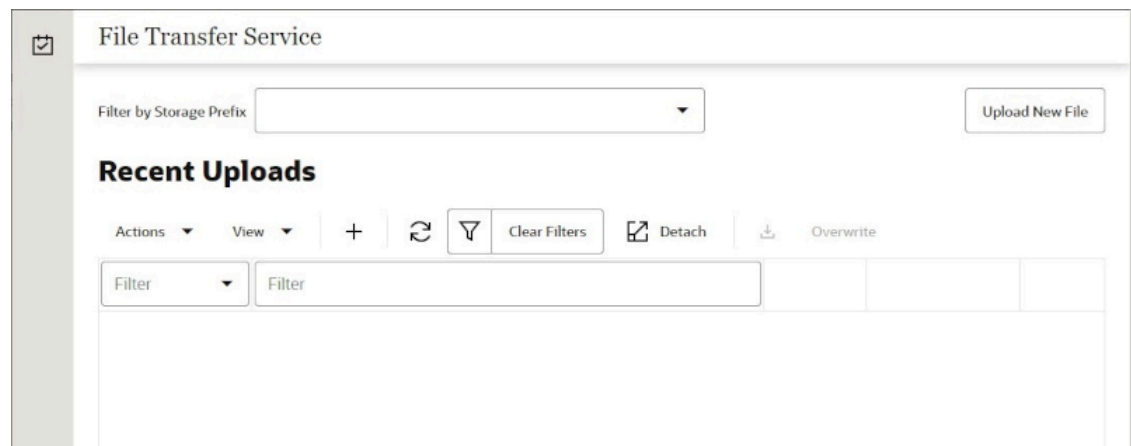 File Transfer Service
Filter by Storage Prefix
Upload New File
Recent Uploads
Actions View Clear Filters Detach Overwrite
Filter Filter